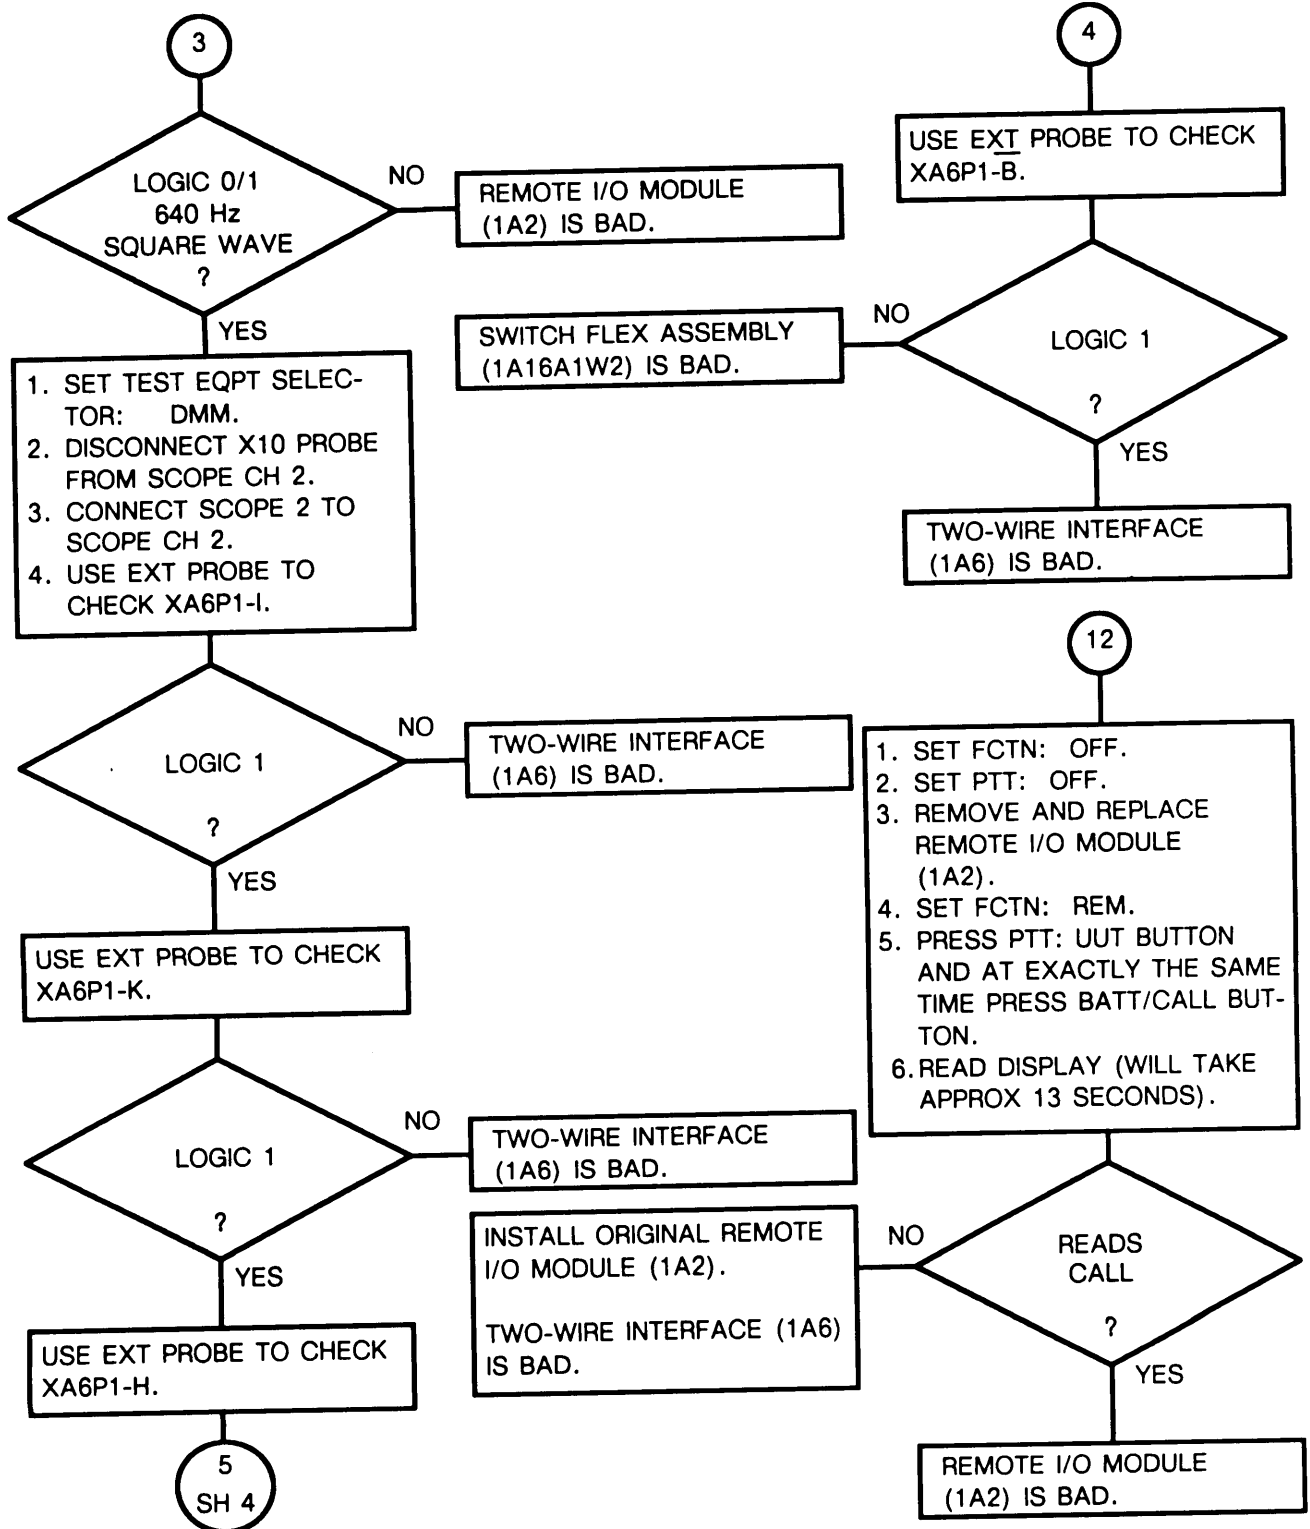 3
LOGIC 0/1
640 Hz
SQUARE WAVE
?
NO
REMOTE I/O MODULE
(1A2) IS BAD.
YES
1. SET TEST EQPT SELEC-
TOR: DMM.
2. DISCONNECT X10 PROBE
FROM SCOPE CH 2.
3. CONNECT SCOPE 2 TO
SCOPE CH 2.
4. USE EXT PROBE TO
CHECK XA6P1-I.
LOGIC 1
?
NO
TWO-WIRE INTERFACE
(1A6) IS BAD.
YES
USE EXT PROBE TO CHECK
XA6P1-K.
LOGIC 1
?
NO
TWO-WIRE INTERFACE
(1A6) IS BAD.
YES
USE EXT PROBE TO CHECK
XA6P1-H.
5
SH 4
4
USE EXT PROBE TO CHECK
XA6P1-B.
LOGIC 1
?
NO
SWITCH FLEX ASSEMBLY
(1A16A1W2) IS BAD.
YES
TWO-WIRE INTERFACE
(1A6) IS BAD.
12
1. SET FCTN: OFF.
2. SET PTT: OFF.
3. REMOVE AND REPLACE
REMOTE I/O MODULE
(1A2).
4. SET FCTN: REM.
5. PRESS PTT: UUT BUTTON
AND AT EXACTLY THE SAME
TIME PRESS BATT/CALL BUT-
TON.
6. READ DISPLAY (WILL TAKE
APPROX 13 SECONDS).
READS
CALL
?
NO
INSTALL ORIGINAL REMOTE
I/O MODULE (1A2).
TWO-WIRE INTERFACE (1A6)
IS BAD.
YES
REMOTE I/O MODULE
(1A2) IS BAD.